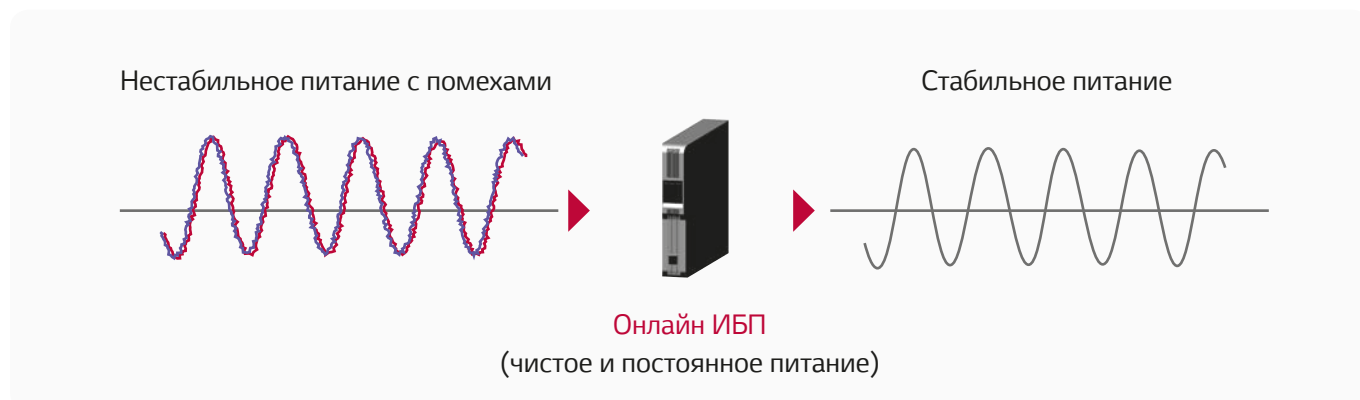 Нестабильное питание с помехами
Стабильное питание
Онлайн ИБП
(чистое и постоянное питание)